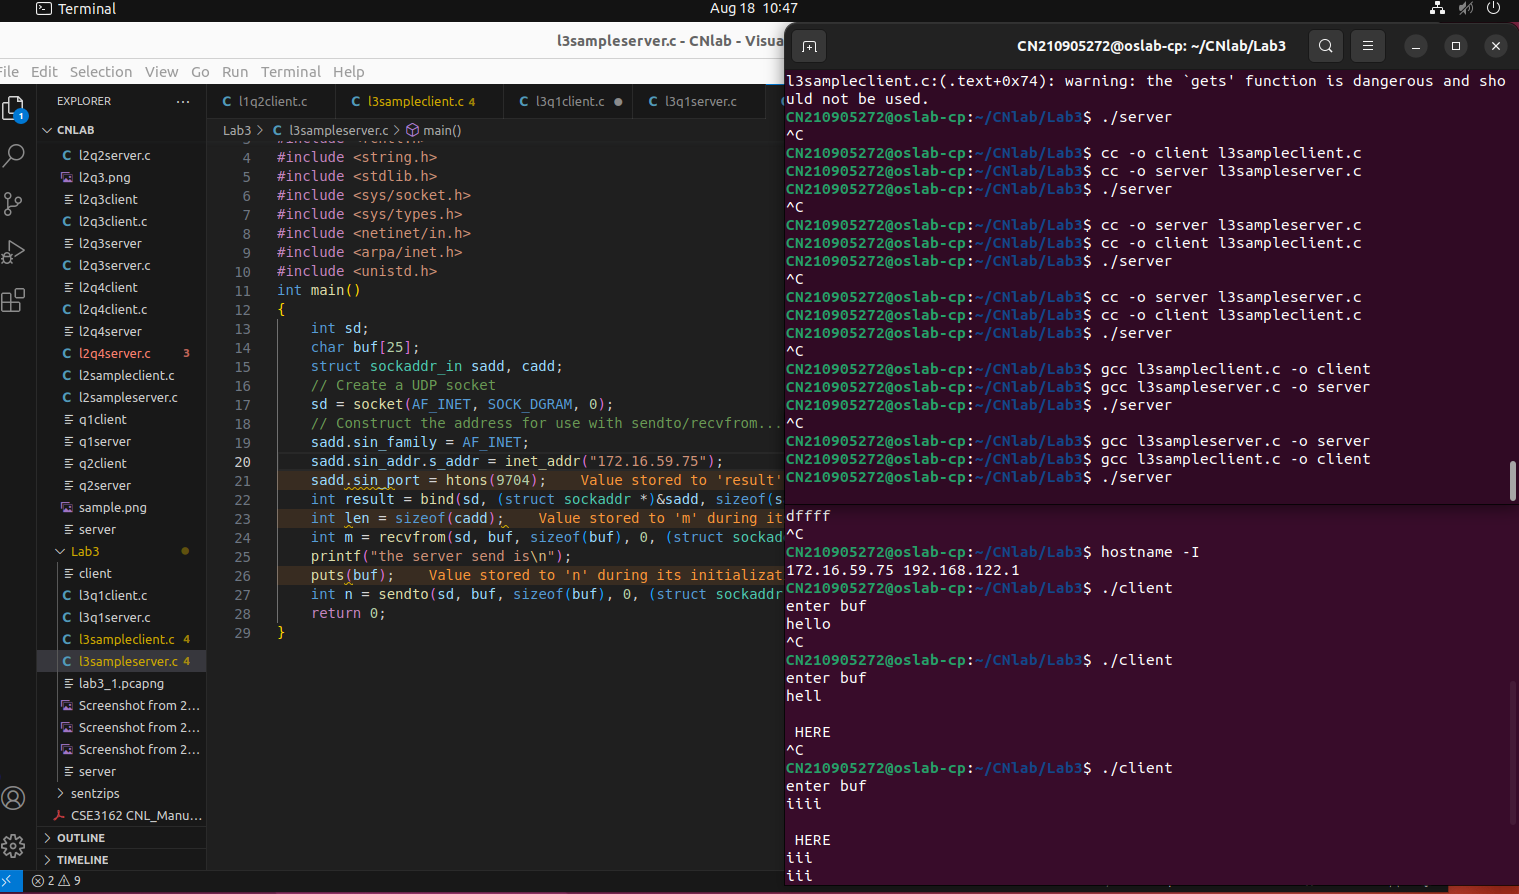 Terminal
Aug 18 10:47
l3sampleserver.c - CNlab - Visua
File Edit Selection View Go Run Terminal Help
EXPLORER
CNLAB
l2q2server.c
l2q3.png
l2q3client
l2q3client.c
l2q3server
l2q3server.c
l2q4client
l2q4client.c
l2q4server
l2q4server.c 3
l2sampleclient.c
l2sampleserver.c
q1client
q1server
q2client
q2server
sample.png
server
Lab3
client
l3q1client.c
l3q1server.c
l3sampleclient.c 4
l3sampleserver.c 4
lab3_1.pcapng
Screenshot from 2...
Screenshot from 2...
Screenshot from 2...
server
sentzips
CSE3162 CNL_Manu...
OUTLINE
TIMELINE
1
2 9
l1q2client.c
l3sampleclient.c 4
l3q1client.c
l3q1server.c
Lab3 > l3sampleserver.c > main()
4 #include <string.h>
5 #include <stdlib.h>
6 #include <sys/socket.h>
7 #include <sys/types.h>
8 #include <netinet/in.h>
9 #include <arpa/inet.h>
10 #include <unistd.h>
11 int main()
12 {
13 int sd;
14 char buf[25];
15 struct sockaddr_in sadd, cadd;
16 // Create a UDP socket
17 sd = socket(AF_INET, SOCK_DGRAM, 0);
18 // Construct the address for use with sendto/recvfrom...
19 sadd.sin_family = AF_INET;
20 sadd.sin_addr.s_addr = inet_addr("172.16.59.75");
21 sadd.sin_port = htons(9704); Value stored to 'result'
22 int result = bind(sd, (struct sockaddr *)&sadd, sizeof(s
23 int len = sizeof(cadd); Value stored to 'm' during it
24 int m = recvfrom(sd, buf, sizeof(buf), 0, (struct sockad
25 printf("the server send is\n");
26 puts(buf); Value stored to 'n' during its initializat
27 int n = sendto(sd, buf, sizeof(buf), 0, (struct sockaddr
28 return 0;
29 }
CN210905272@oslab-cp: ~/CNlab/Lab3
l3sampleclient.c:(.text+0x74): warning: the `gets' function is dangerous and sho
uld not be used.
CN210905272@oslab-cp:~/CNlab/Lab3$ ./server
^C
CN210905272@oslab-cp:~/CNlab/Lab3$ cc -o client l3sampleclient.c
CN210905272@oslab-cp:~/CNlab/Lab3$ cc -o server l3sampleserver.c
CN210905272@oslab-cp:~/CNlab/Lab3$ ./server
^C
CN210905272@oslab-cp:~/CNlab/Lab3$ cc -o server l3sampleserver.c
CN210905272@oslab-cp:~/CNlab/Lab3$ cc -o client l3sampleclient.c
CN210905272@oslab-cp:~/CNlab/Lab3$ ./server
^C
CN210905272@oslab-cp:~/CNlab/Lab3$ cc -o server l3sampleserver.c
CN210905272@oslab-cp:~/CNlab/Lab3$ cc -o client l3sampleclient.c
CN210905272@oslab-cp:~/CNlab/Lab3$ ./server
^C
CN210905272@oslab-cp:~/CNlab/Lab3$ gcc l3sampleclient.c -o client
CN210905272@oslab-cp:~/CNlab/Lab3$ gcc l3sampleserver.c -o server
CN210905272@oslab-cp:~/CNlab/Lab3$ ./server
^C
CN210905272@oslab-cp:~/CNlab/Lab3$ gcc l3sampleserver.c -o server
CN210905272@oslab-cp:~/CNlab/Lab3$ gcc l3sampleclient.c -o client
CN210905272@oslab-cp:~/CNlab/Lab3$ ./server
dffff
^C
CN210905272@oslab-cp:~/CNlab/Lab3$ hostname -I
172.16.59.75 192.168.122.1
CN210905272@oslab-cp:~/CNlab/Lab3$ ./client
enter buf
hello
^C
CN210905272@oslab-cp:~/CNlab/Lab3$ ./client
enter buf
hell
HERE
^C
CN210905272@oslab-cp:~/CNlab/Lab3$ ./client
enter buf
iiii
HERE
iii
iii